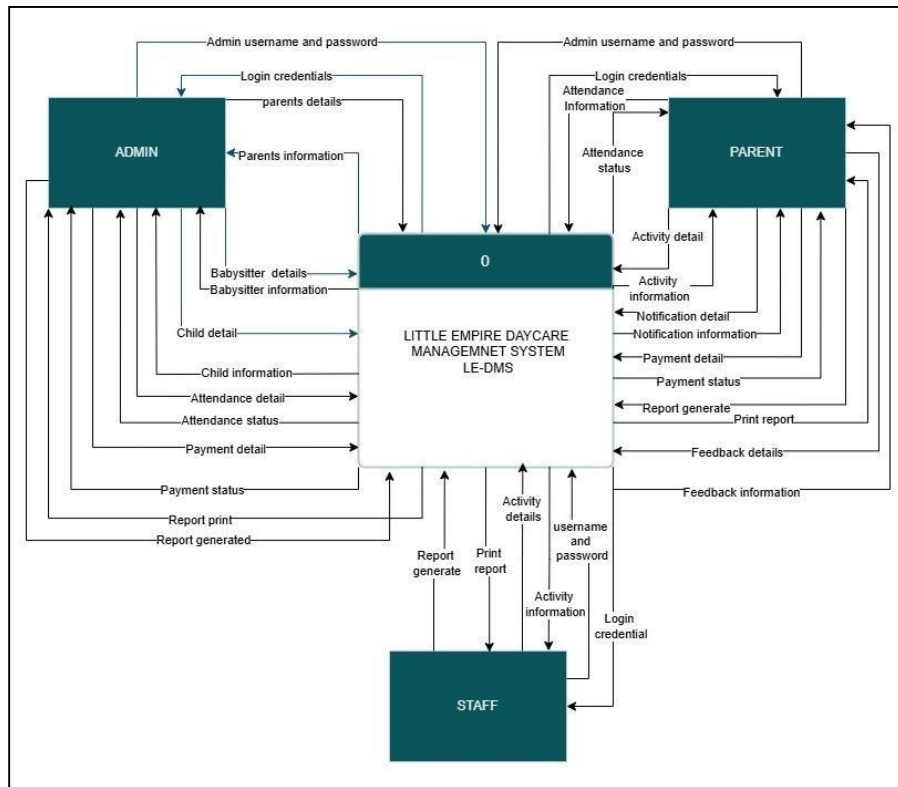 Admin username and password
Admin username and password
Login credentials
Login credentials
parents details
Attendance
Information
ADMIN
PARENT
Parents information
Attendance
status
Activity detail
0
Babysitter details
Babysitter information
Activity
information
Notification detail
Child detail
Notification information
LITTLE EMPIRE DAYCARE
MANAGEMNET SYSTEM
LE-DMS
Payment detail
Child information
Payment status
Attendance detail
Report generate
Attendance status
Print report
Payment detail
Feedback details
Payment status
Feedback information
Report print
Report generated
Report
generate
Print
report
Activity
details
Activity
information
username
and
password
Login
credential
STAFF